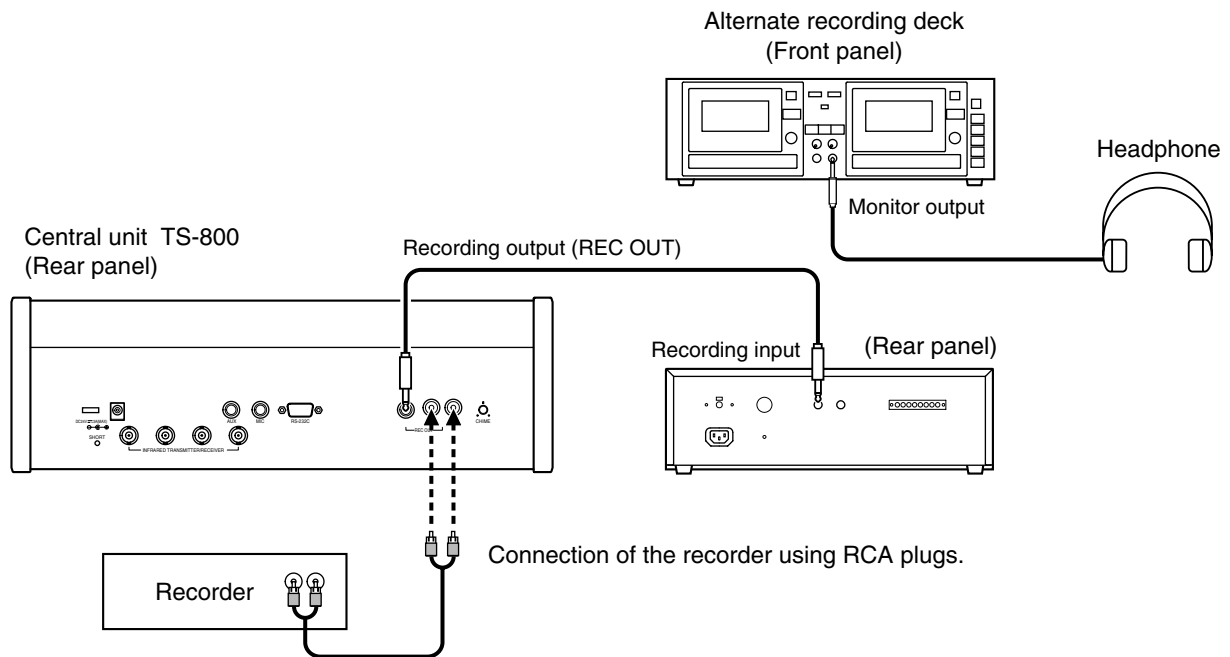 Alternate recording deck
(Front panel)
Headphone
Monitor output
Central unit TS-800
(Rear panel)
Recording output (REC OUT)
Recording input
(Rear panel)
SHORT
INFRARED TRANSMITTER/RECEIVER
AUX
MIC
RS-232C
REC OUT
CHIME
Connection of the recorder using RCA plugs.
Recorder